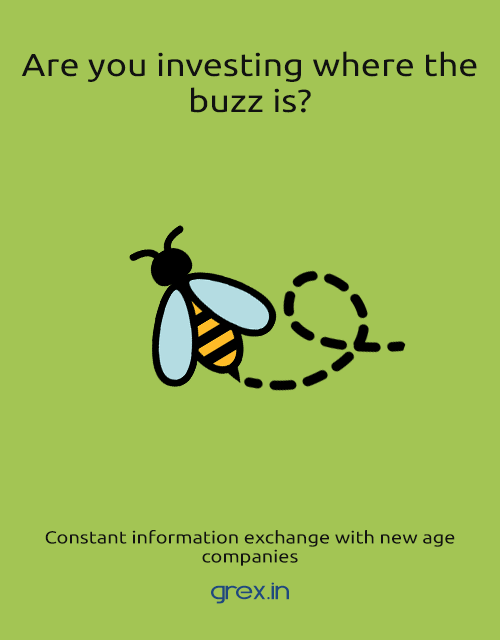 Are you investing where the
buzz is?
Constant information exchange with new age
companies
grex.in